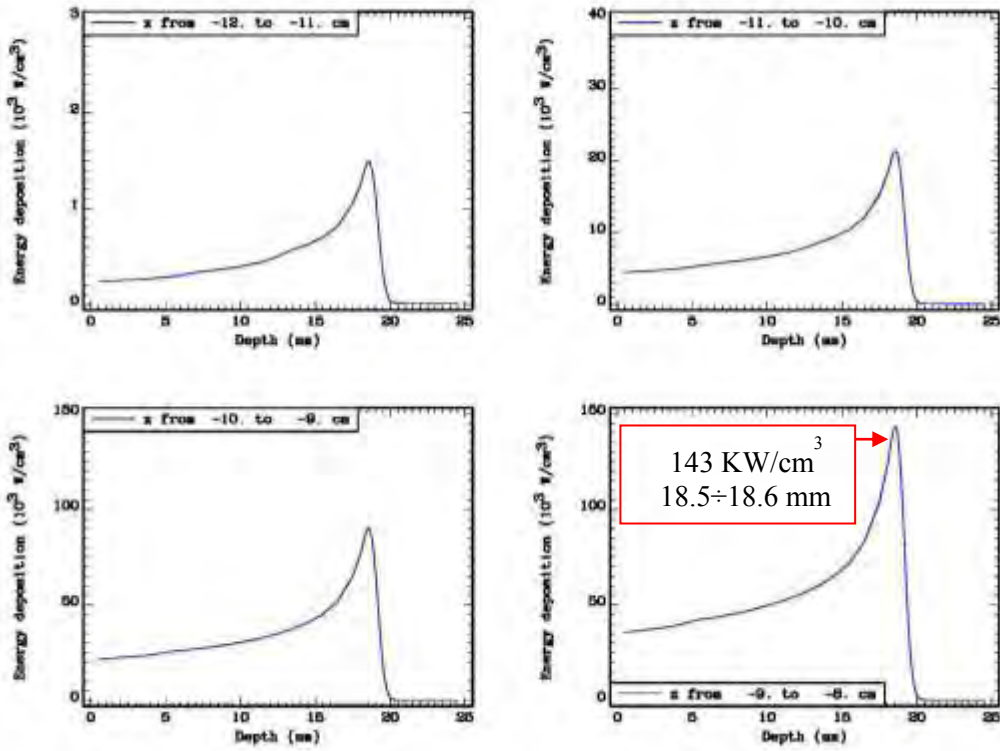 3
z from -12. to -11. cm
2
1
0
Energy deposition (10³ W/cm³)
0 5 10 15 20 25
Depth (mm)
40
z from -11. to -10. cm
30
20
10
0
Energy deposition (10³ W/cm³)
0 5 10 15 20 25
Depth (mm)
150
z from -10. to -9. cm
100
50
0
Energy deposition (10³ W/cm³)
0 5 10 15 20 25
Depth (mm)
150
143 KW/cm³
18.5÷18.6 mm
100
50
0
z from -9. to -8. cm
Energy deposition (10³ W/cm³)
0 5 10 15 20 25
Depth (mm)